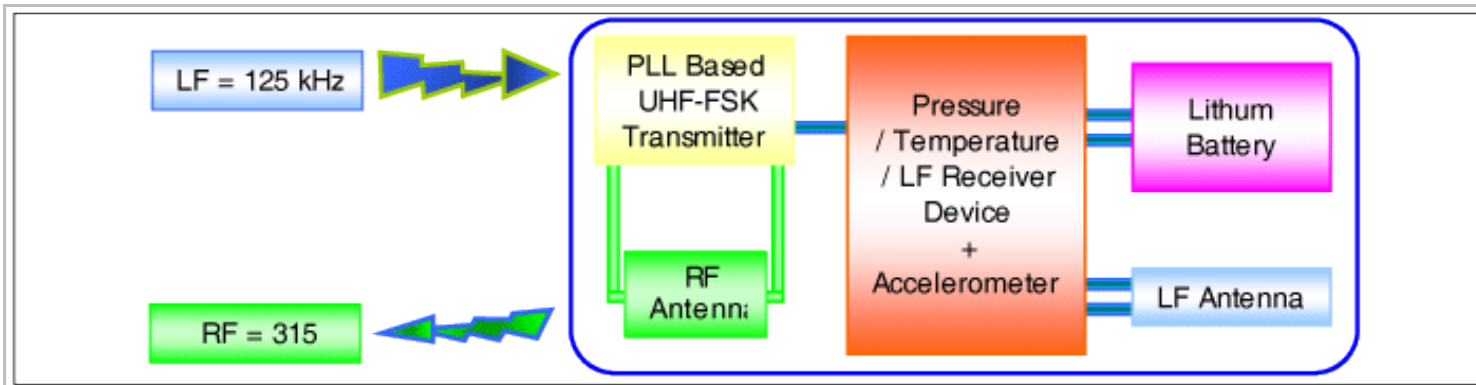 LF = 125 kHz
PLL Based
UHF-FSK
Transmitter
Pressure
/ Temperature
/ LF Receiver
Device
+
Accelerometer
Lithum
Battery
RF
Antenna
LF Antenna
RF = 315